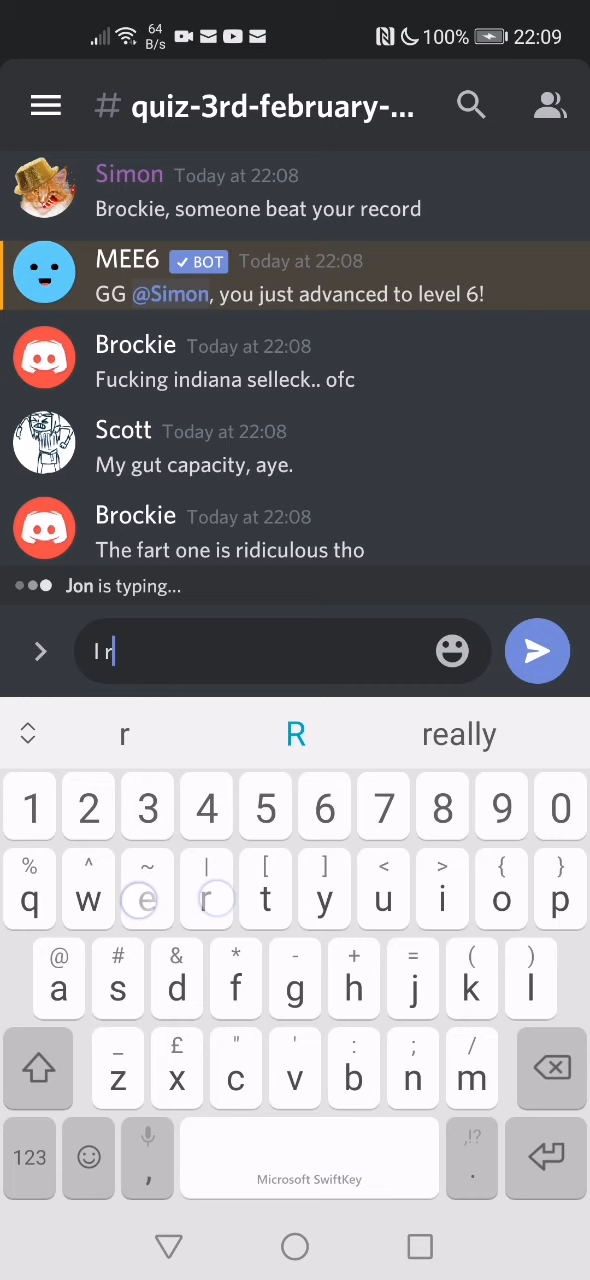 64 B/s 100% 22:09
# quiz-3rd-february-...
Simon Today at 22:08
Brockie, someone beat your record
MEE6 ✓ BOT Today at 22:08
GG @Simon, you just advanced to level 6!
Brockie Today at 22:08
Fucking indiana selleck.. ofc
Scott Today at 22:08
My gut capacity, aye.
Brockie Today at 22:08
The fart one is ridiculous tho
Jon is typing...
I r
r R really
1 2 3 4 5 6 7 8 9 0
% ^ ~ | [ ] < > { }
q w e r t y u i o p
@ # & * - + = ( )
a s d f g h j k l
_ £ " ' : ; /
z x c v b n m
,!?
123 , Microsoft SwiftKey .